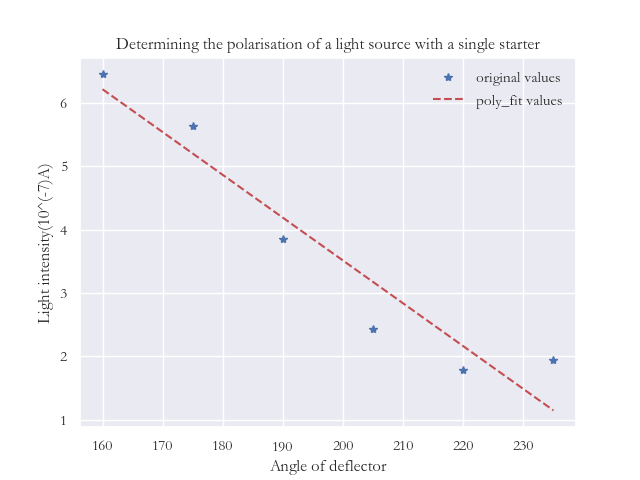 Determining the polarisation of a light source with a single starter
original values
poly_fit values
6
5
4
3
2
1
Light intensity(10^(-7)A)
160 170 180 190 200 210 220 230
Angle of deflector